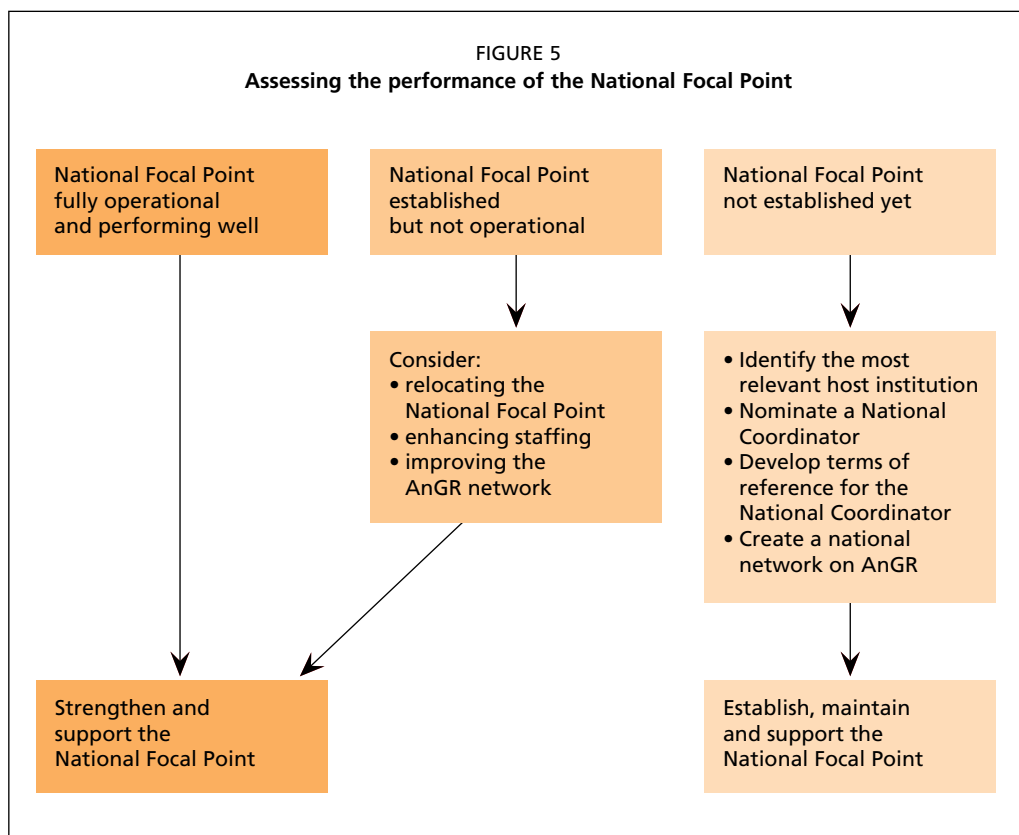 FIGURE 5
Assessing the performance of the National Focal Point
National Focal Point
fully operational
and performing well
National Focal Point
established
but not operational
National Focal Point
not established yet
Consider:
• relocating the
National Focal Point
• enhancing staffing
• improving the
AnGR network
• Identify the most
relevant host institution
• Nominate a National
Coordinator
• Develop terms of
reference for the
National Coordinator
• Create a national
network on AnGR
Strengthen and
support the
National Focal Point
Establish, maintain
and support the
National Focal Point